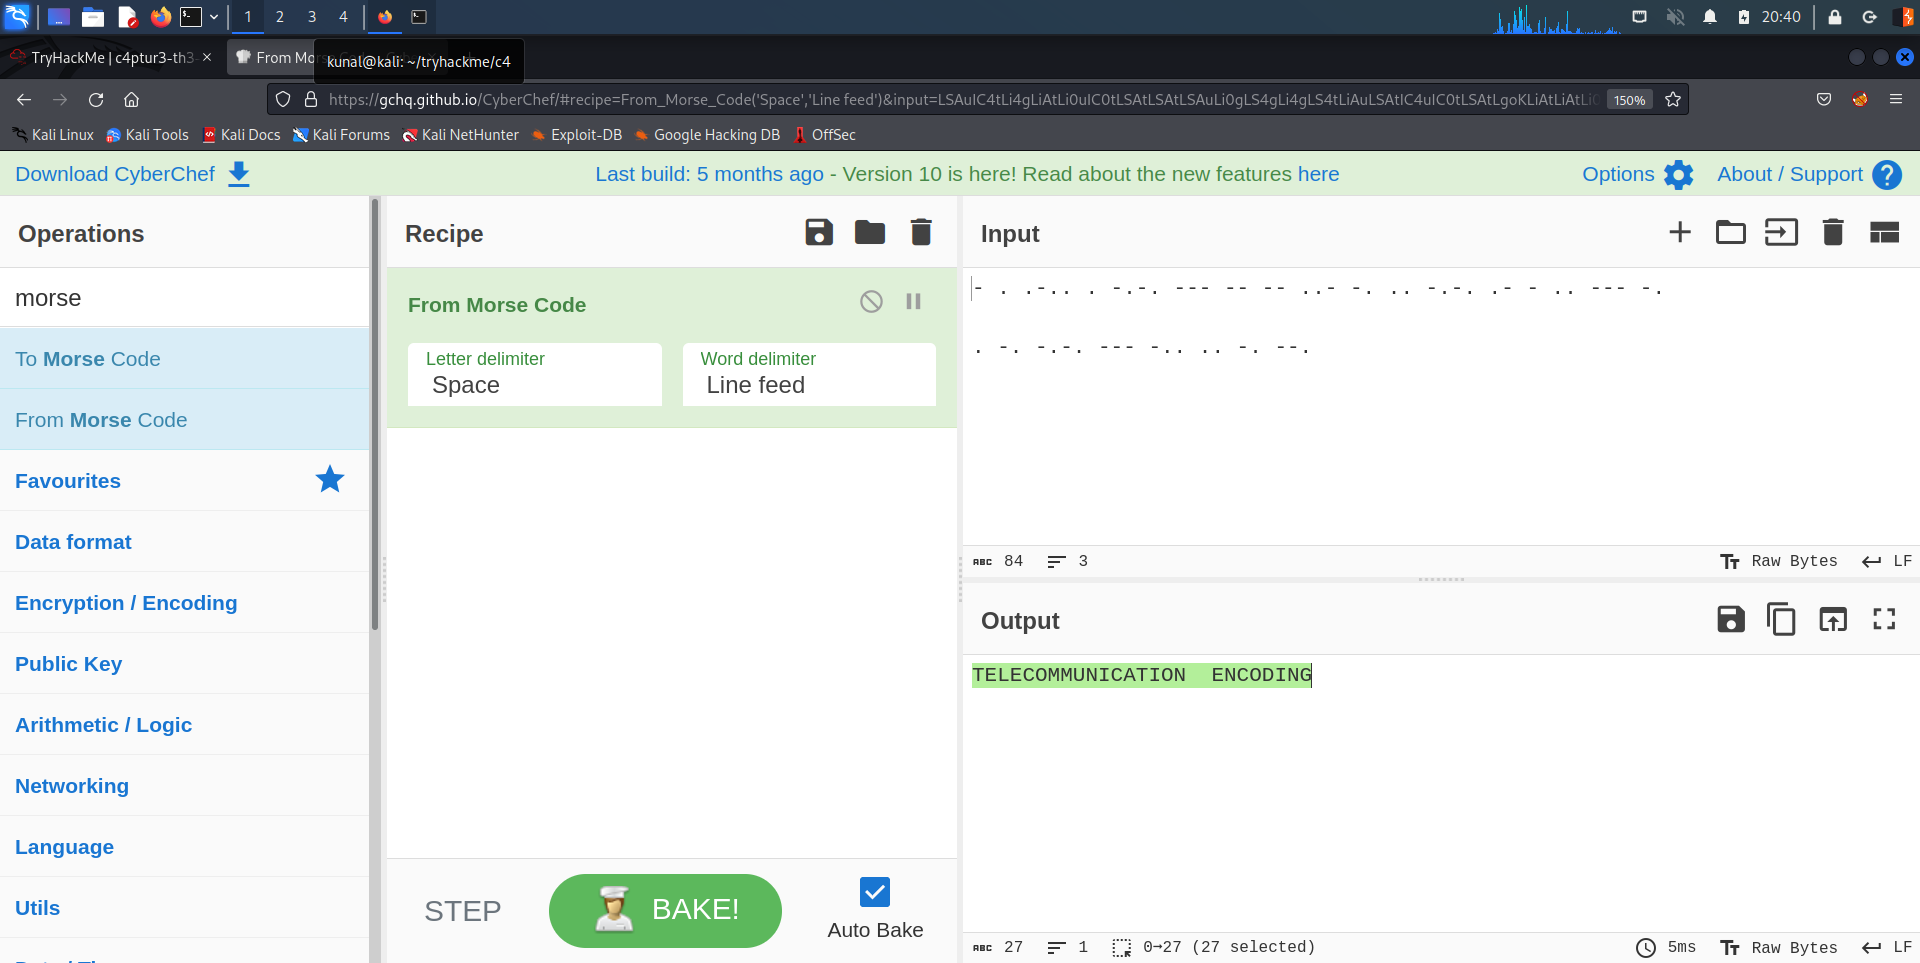 1 2 3 4 20:40
TryHackMe | c4ptur3-th3- From Mor
kunal@kali: ~/tryhackme/c4
https://gchq.github.io/CyberChef/#recipe=From_Morse_Code('Space','Line feed')&input=LSAuIC4tLi4gLiAtLi0uIC0tLSAtLSAtLSAuLi0gLS4gLi4gLS4tLiAuLSAtIC4uIC0tLSAtLgoKLiAtLiAtLi 150%
Kali Linux Kali Tools Kali Docs Kali Forums Kali NetHunter Exploit-DB Google Hacking DB OffSec
Download CyberChef Last build: 5 months ago - Version 10 is here! Read about the new features here Options About / Support
Operations
morse
To Morse Code
From Morse Code
Favourites
Data format
Encryption / Encoding
Public Key
Arithmetic / Logic
Networking
Language
Utils
Recipe
From Morse Code
Letter delimiter Word delimiter
Space Line feed
STEP BAKE! Auto Bake
Input
- . .-.. . -.-. --- -- -- ..- -. .. -.-. .- - .. --- -.
. -. -.-. --- -.. .. -. --.
ABC 84 3 Raw Bytes LF
Output
TELECOMMUNICATION  ENCODING
ABC 27 1 0→27 (27 selected) 5ms Raw Bytes LF